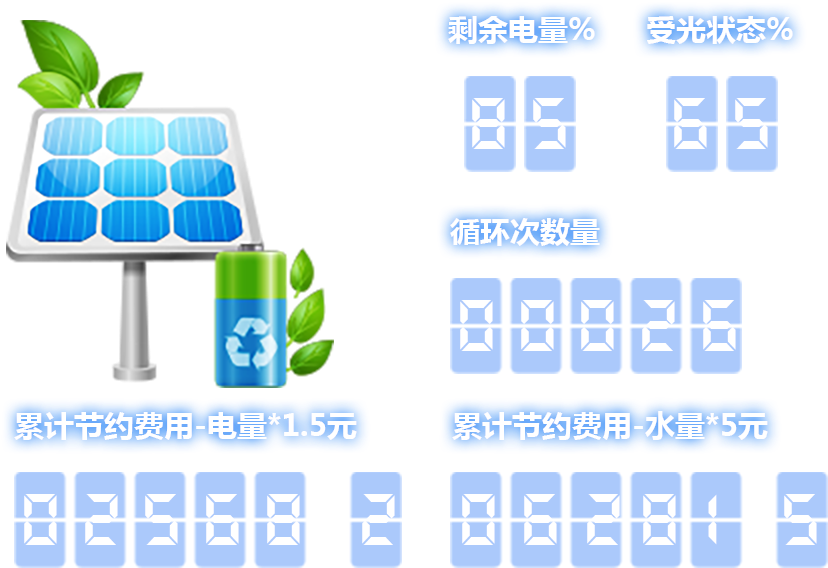 剩余电量% 受光状态%
85 65
循环次数量
00026
累计节约费用-电量*1.5元 累计节约费用-水量*5元
02568 2 06281 5